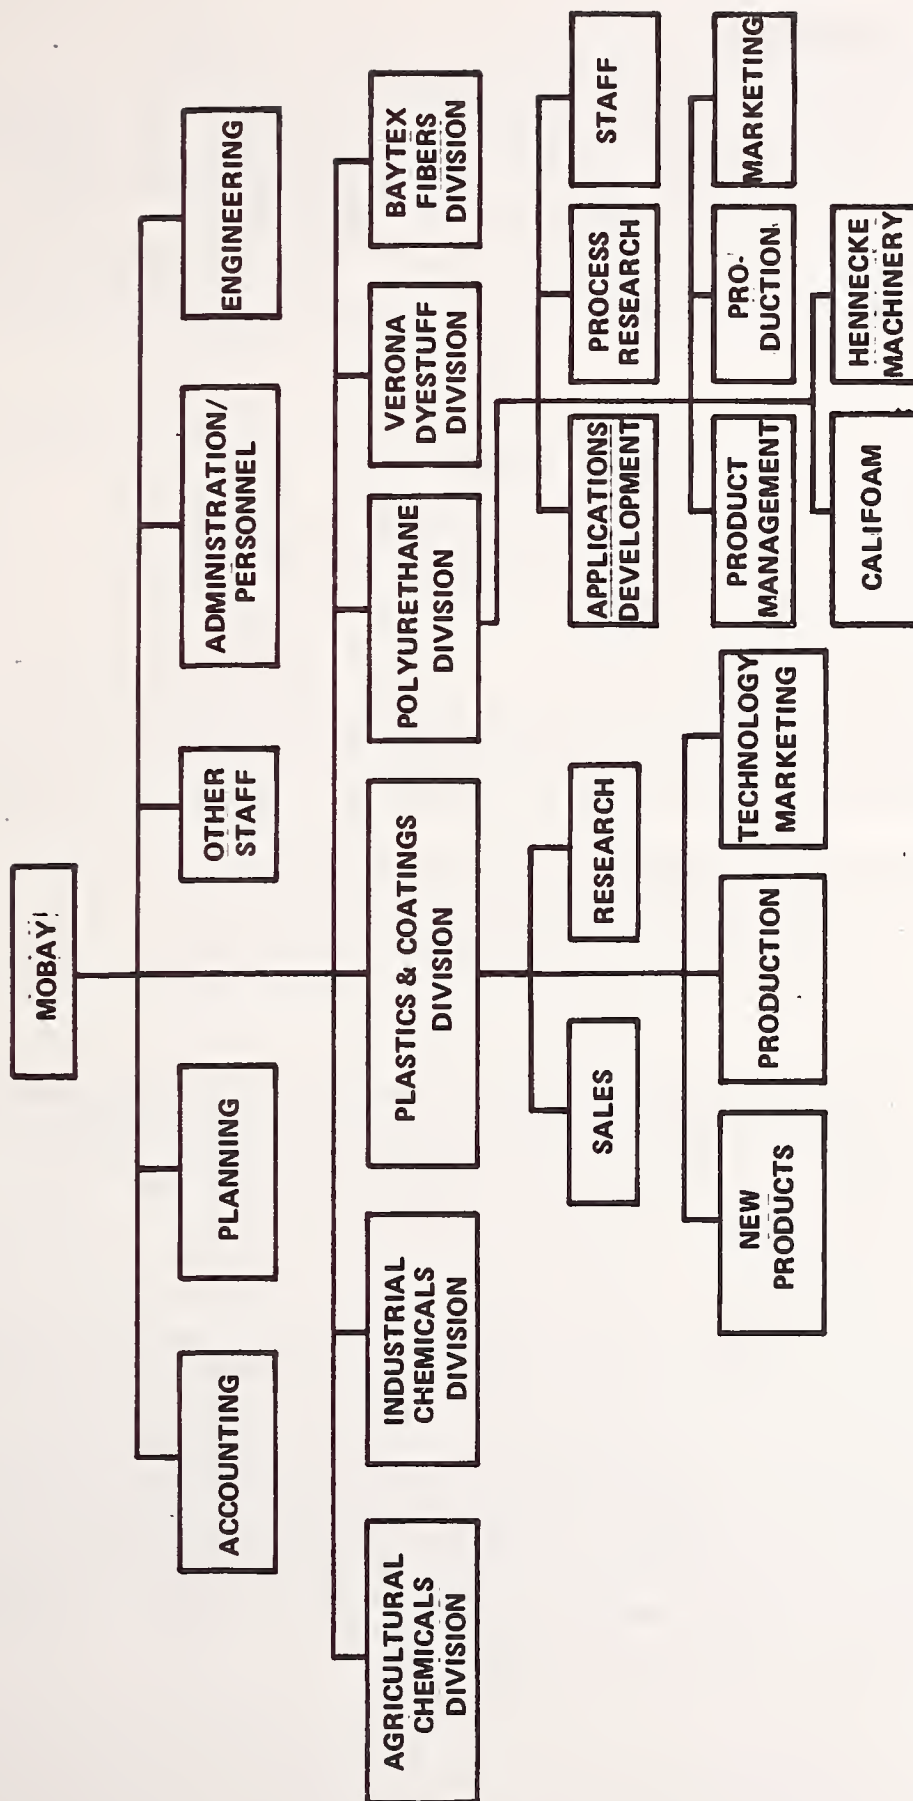 MOBAY
ACCOUNTING
PLANNING
OTHER
STAFF
ADMINISTRATION/
PERSONNEL
ENGINEERING
AGRICULTURAL
CHEMICALS
DIVISION
INDUSTRIAL
CHEMICALS
DIVISION
PLASTICS & COATINGS
DIVISION
POLYURETHANE
DIVISION
VERONA
DYESTUFF
DIVISION
BAYTEX
FIBERS
DIVISION
SALES
RESEARCH
NEW
PRODUCTS
PRODUCTION
TECHNOLOGY
MARKETING
APPLICATIONS
DEVELOPMENT
PROCESS
RESEARCH
STAFF
PRODUCT
MANAGEMENT
PRO-
DUCTION
MARKETING
CALIFOAM
HENNECKE
MACHINERY